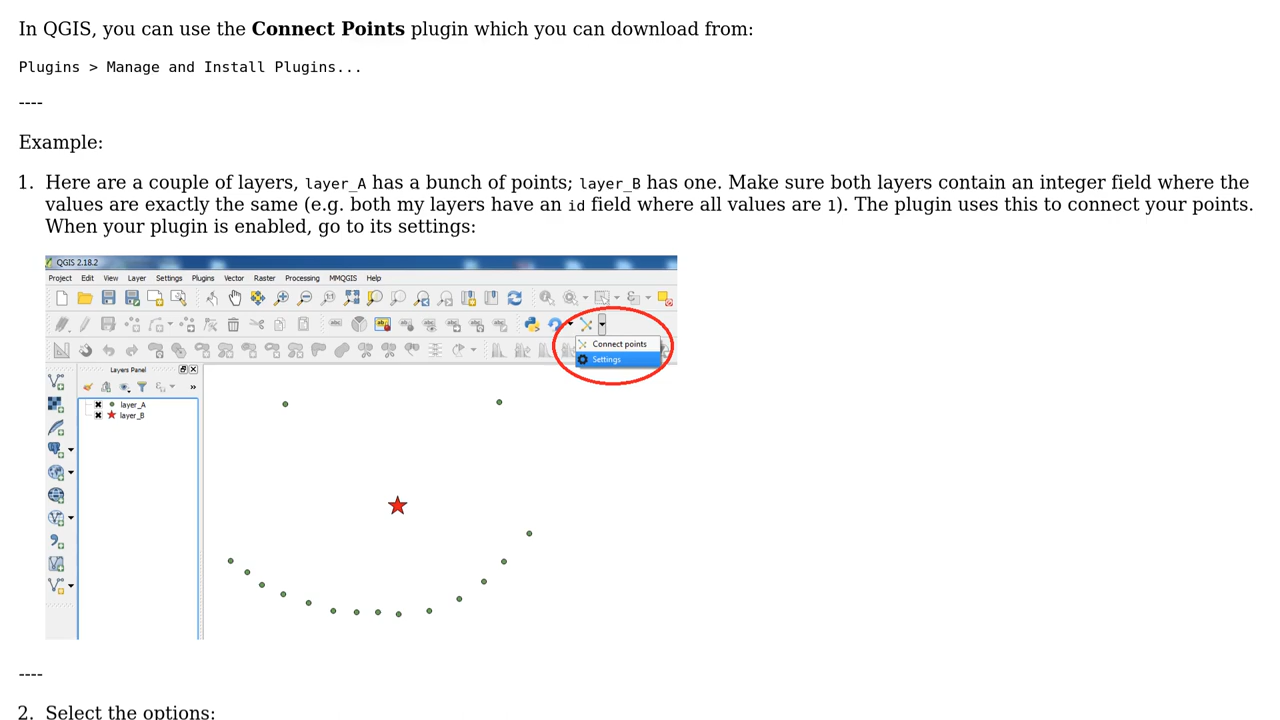 In QGIS, you can use the Connect Points plugin which you can download from:
Plugins > Manage and Install Plugins...
----
Example:
1. Here are a couple of layers, layer_A has a bunch of points; layer_B has one. Make sure both layers contain an integer field where the
values are exactly the same (e.g. both my layers have an id field where all values are 1). The plugin uses this to connect your points.
When your plugin is enabled, go to its settings:
QGIS 2.18.2
Project Edit View Layer Settings Plugins Vector Raster Processing MMQGIS Help
Connect points
Settings
Layers Panel
layer_A
layer_B
----
2. Select the options: